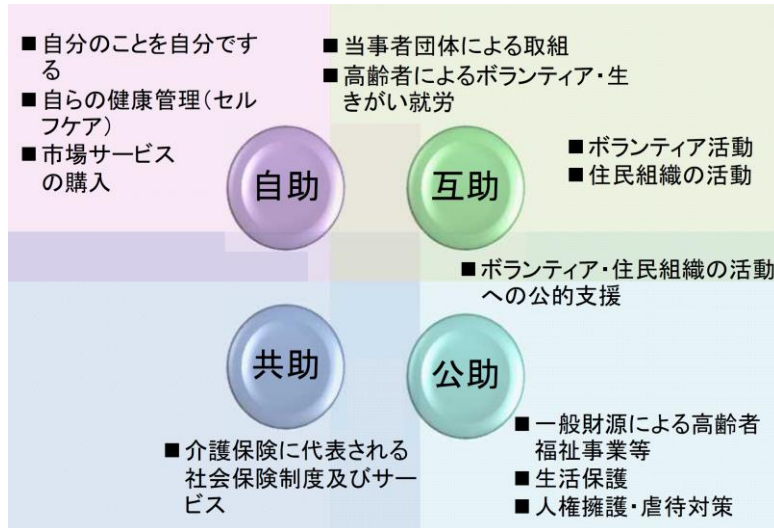 ■自分のことを自分です
る
■自らの健康管理(セル
フケア)
■市場サービス
の購入
■当事者団体による取組
■高齢者によるボランティア・生
きがい就労
■ボランティア活動
■住民組織の活動
自助
互助
■ボランティア・住民組織の活動
への公的支援
共助
公助
■介護保険に代表される
社会保険制度及びサー
ビス
■一般財源による高齢者
福祉事業等
■生活保護
■人権擁護・虐待対策